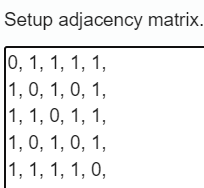 Setup adjacency matrix.
0, 1, 1, 1, 1,
1, 0, 1, 0, 1,
1, 1, 0, 1, 1,
1, 0, 1, 0, 1,
1, 1, 1, 1, 0,